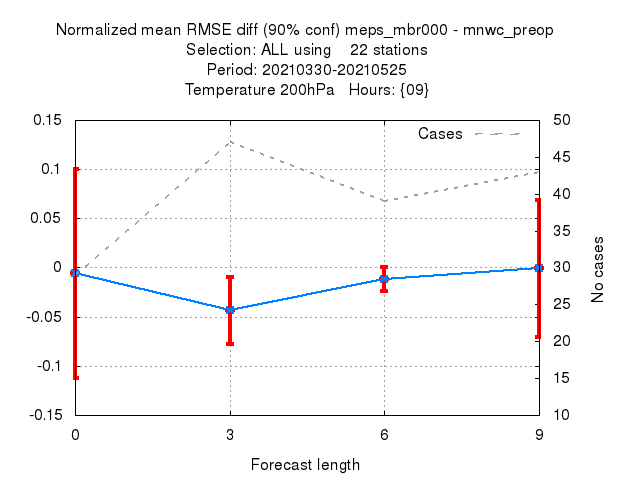 Normalized mean RMSE diff (90% conf) meps_mbr000 - mnwc_preop
Selection: ALL using 22 stations
Period: 20210330-20210525
Temperature 200hPa Hours: {09}
Cases
0.15
0.1
0.05
0
-0.05
-0.1
-0.15
50
45
40
35
30
25
20
15
10
No cases
0 3 6 9
Forecast length